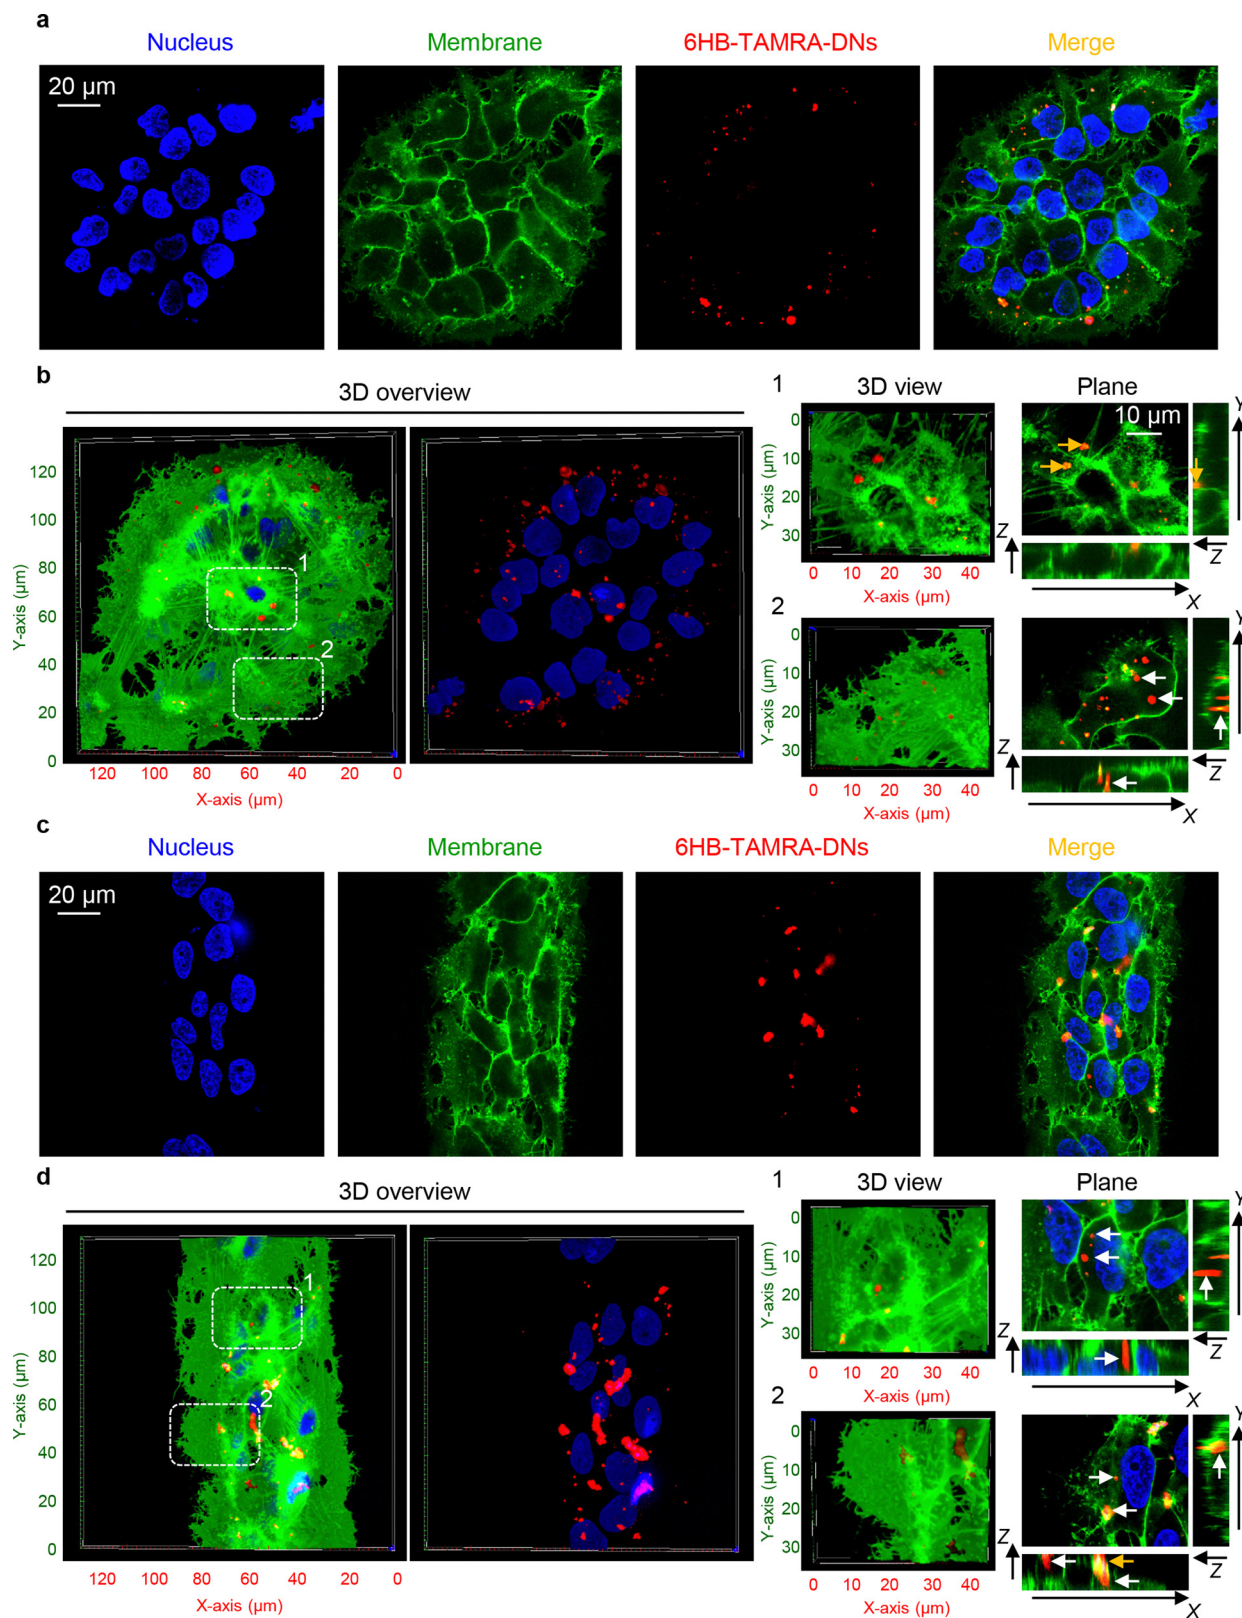 a
Nucleus Membrane 6HB-TAMRA-DNs Merge
20 µm
b
3D overview
1 3D view Plane
Y-axis (µm)
120
100
80
60
40
20
0
120 100 80 60 40 20 0
X-axis (µm)
1
2
Y-axis (µm)
0
10
20
30
0 10 20 30 40
X-axis (µm)
10 µm
Y
Z
Z
X
2
Y-axis (µm)
0
10
20
30
0 10 20 30 40
X-axis (µm)
Y
Z
Z
X
c
Nucleus Membrane 6HB-TAMRA-DNs Merge
20 µm
d
3D overview
1 3D view Plane
Y-axis (µm)
120
100
80
60
40
20
0
120 100 80 60 40 20 0
X-axis (µm)
1
2
Y-axis (µm)
0
10
20
30
0 10 20 30 40
X-axis (µm)
Y
Z
Z
X
2
Y-axis (µm)
0
10
20
30
0 10 20 30 40
X-axis (µm)
Y
Z
Z
X